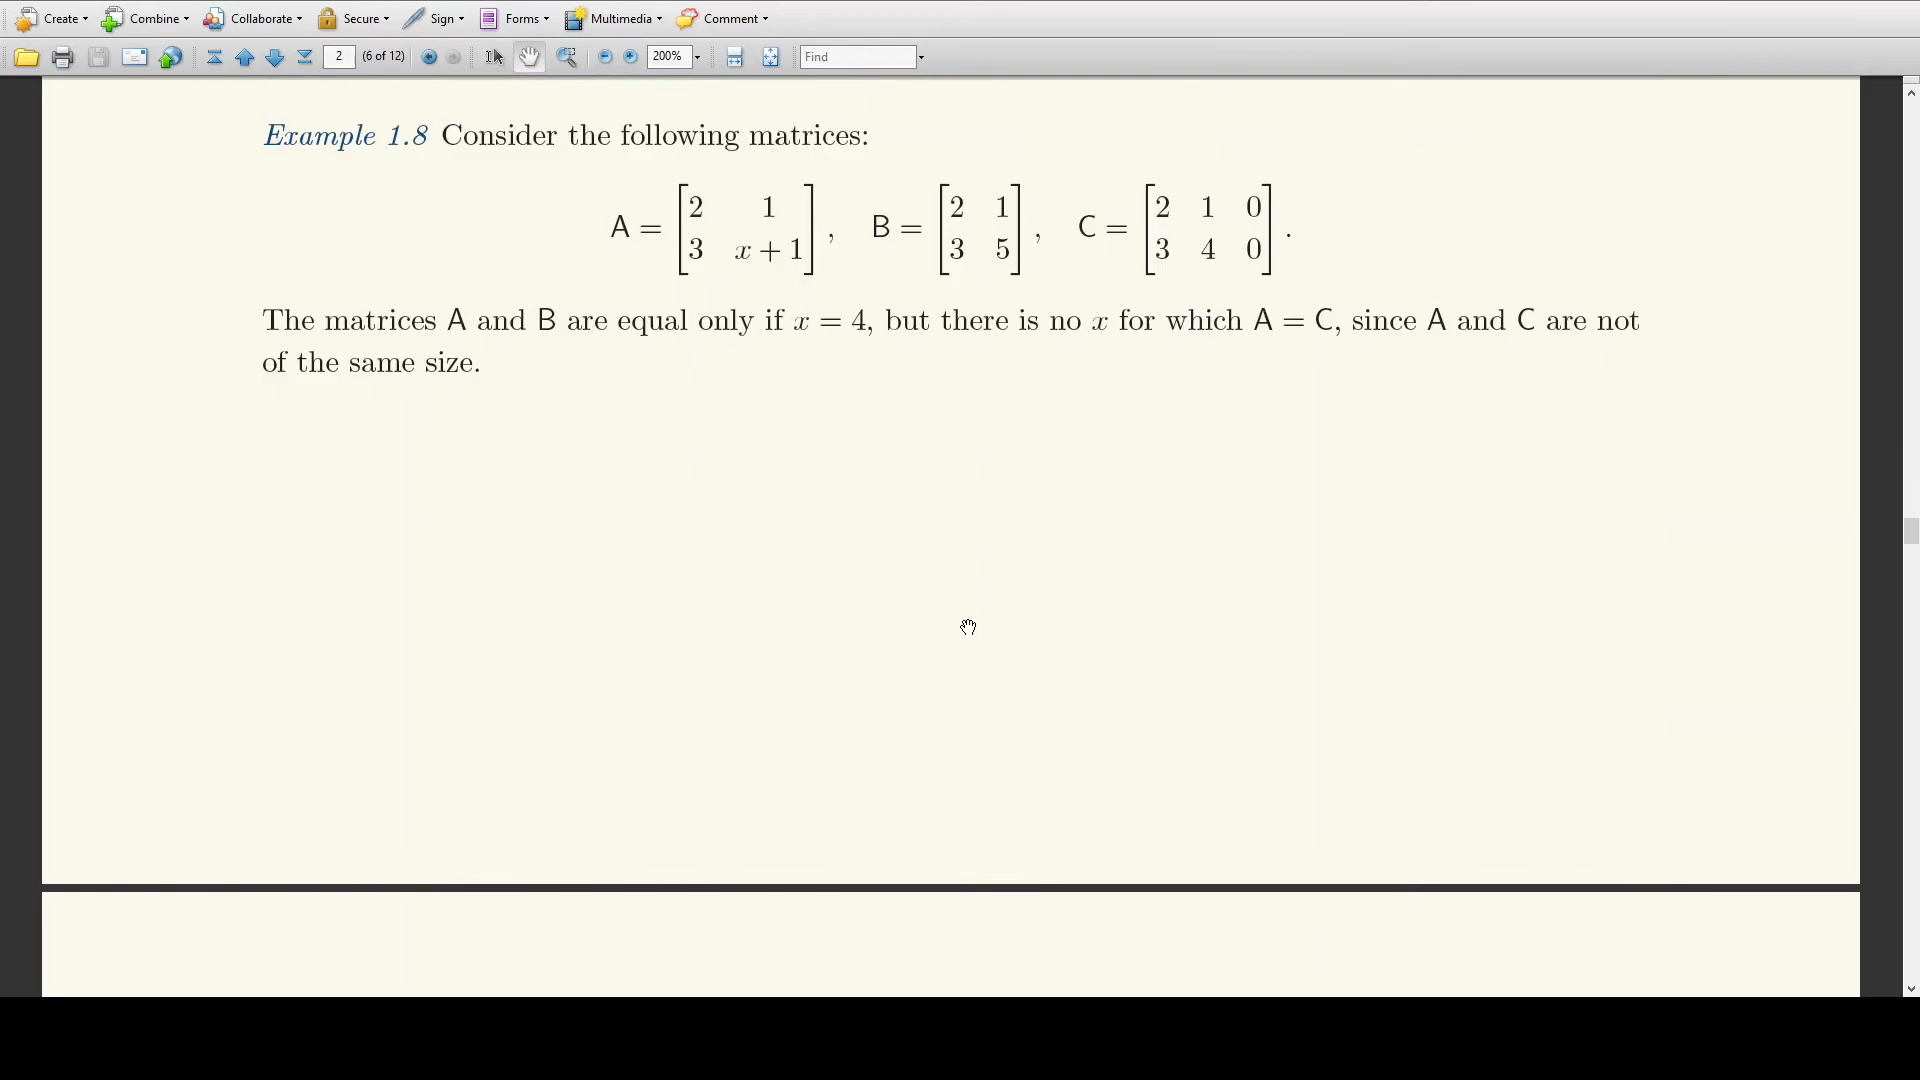 Create Combine Collaborate Secure Sign Forms Multimedia Comment
2 (6 of 12) 200% Find
Example 1.8 Consider the following matrices:
A = [2 1; 3 x + 1], B = [2 1; 3 5], C = [2 1 0; 3 4 0].
The matrices A and B are equal only if x = 4, but there is no x for which A = C, since A and C are not
of the same size.